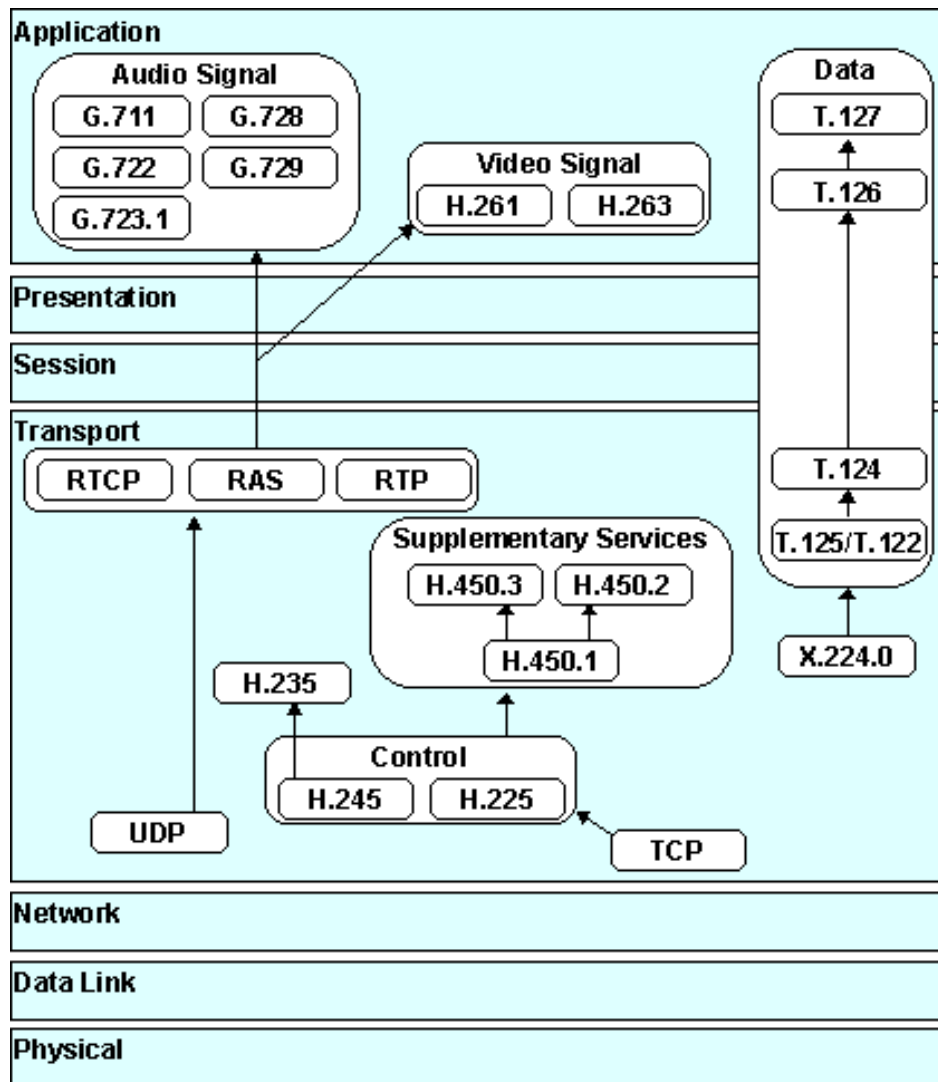 Application
Audio Signal
G.711 G.728
G.722 G.729
G.723.1
Video Signal
H.261 H.263
Data
T.127
T.126
Presentation
Session
Transport
RTCP RAS RTP
T.124
T.125/T.122
Supplementary Services
H.450.3 H.450.2
H.450.1
X.224.0
H.235
Control
H.245 H.225
UDP
TCP
Network
Data Link
Physical